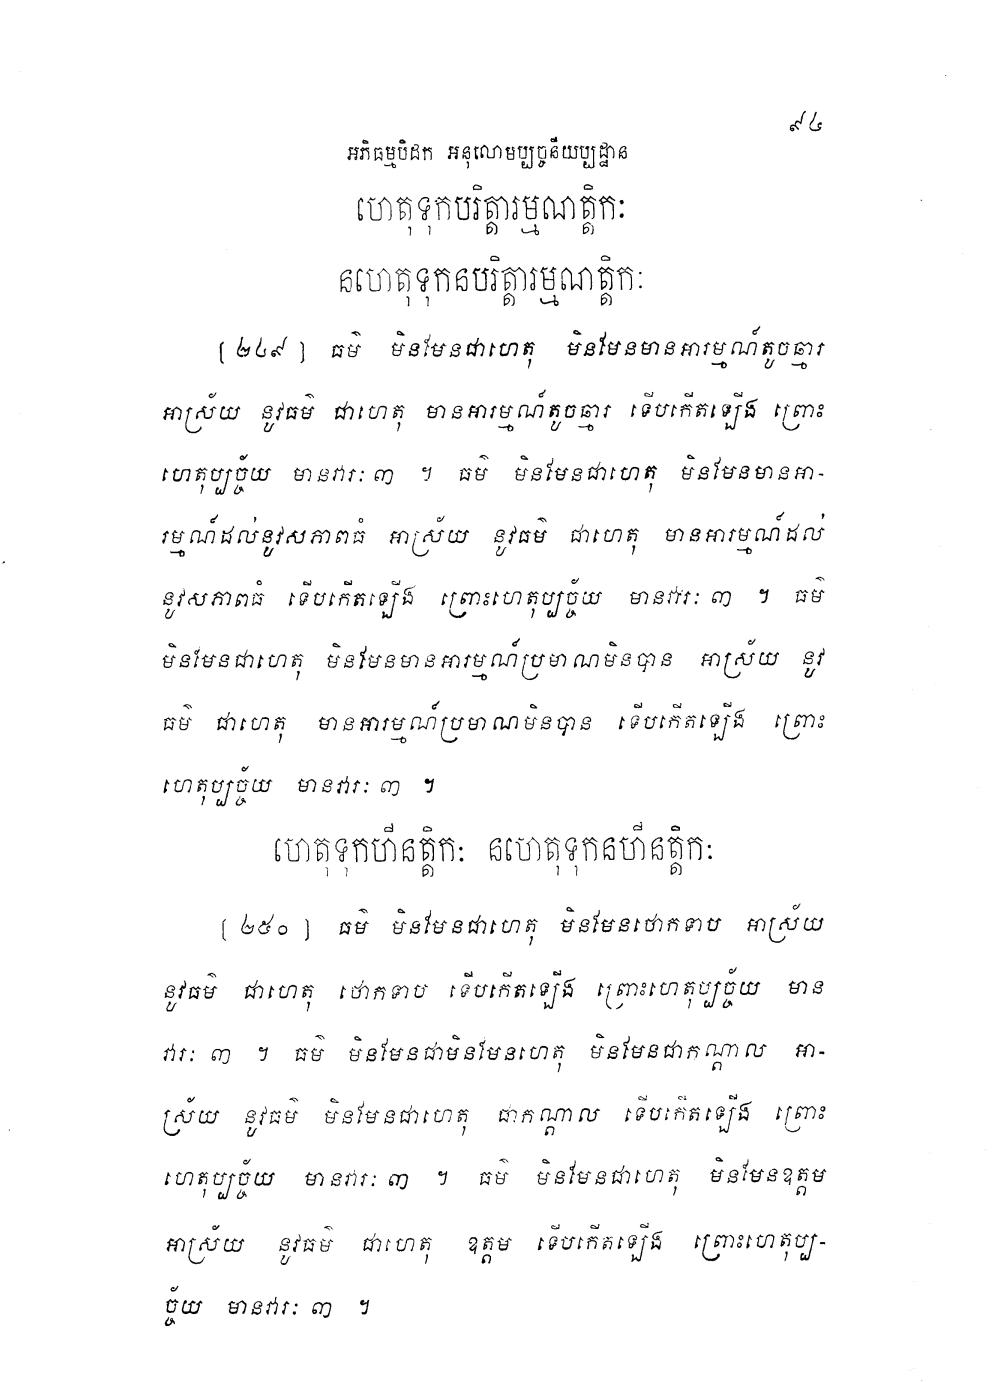 ៩៤
អភិធម្មបិដក អនុលោមប្បច្ចនីយប្បដ្ឋាន
ហេតុទុកបរិត្តារម្មណត្តិកៈ
នហេតុទុកនបរិត្តារម្មណត្តិកៈ
(២៤៩) ធម៌ មិនមែនជាហេតុ មិនមែនមានអារម្មណ៍តូចឆ្មារ
អាស្រ័យ នូវធម៌ ជាហេតុ មានអារម្មណ៍តូចឆ្មារ ទើបកើតឡើង ព្រោះ
ហេតុប្បច្ច័យ មានវារៈ ៣ ។ ធម៌ មិនមែនជាហេតុ មិនមែនមានអា-
រម្មណ៍ដល់នូវសភាពធំ អាស្រ័យ នូវធម៌ ជាហេតុ មានអារម្មណ៍ដល់
នូវសភាពធំ ទើបកើតឡើង ព្រោះហេតុប្បច្ច័យ មានវារៈ ៣ ។ ធម៌
មិនមែនជាហេតុ មិនមែនមានអារម្មណ៍ប្រមាណមិនបាន អាស្រ័យ នូវ
ធម៌ ជាហេតុ មានអារម្មណ៍ប្រមាណមិនបាន ទើបកើតឡើង ព្រោះ
ហេតុប្បច្ច័យ មានវារៈ ៣ ។
ហេតុទុកហីនត្តិកៈ នហេតុទុកនហីនត្តិកៈ
(២៥០) ធម៌ មិនមែនជាហេតុ មិនមែនថោកទាប អាស្រ័យ
នូវធម៌ ជាហេតុ ថោកទាប ទើបកើតឡើង ព្រោះហេតុប្បច្ច័យ មាន
វារៈ ៣ ។ ធម៌ មិនមែនជាមិនមែនហេតុ មិនមែនជាកណ្តាល អា-
ស្រ័យ នូវធម៌ មិនមែនជាហេតុ ជាកណ្តាល ទើបកើតឡើង ព្រោះ
ហេតុប្បច្ច័យ មានវារៈ ៣ ។ ធម៌ មិនមែនជាហេតុ មិនមែនឧត្តម
អាស្រ័យ នូវធម៌ ជាហេតុ ឧត្តម ទើបកើតឡើង ព្រោះហេតុប្ប-
ច្ច័យ មានវារៈ ៣ ។